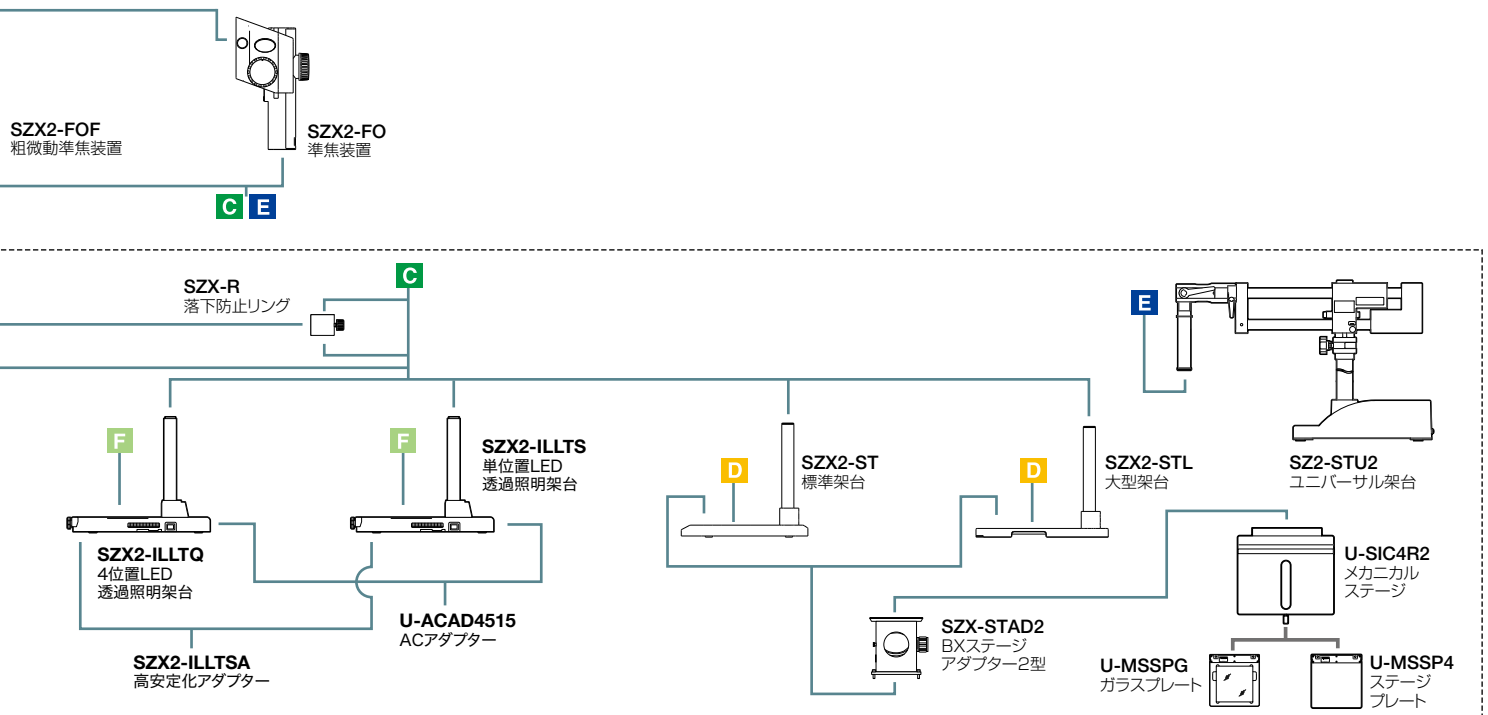 SZX2-FOF
粗微動準焦装置
SZX2-FO
準焦装置
C E
SZX-R
落下防止リング
C
E
F
F
SZX2-ILLTS
単位置LED
透過照明架台
D
SZX2-ST
標準架台
D
SZX2-STL
大型架台
SZ2-STU2
ユニバーサル架台
SZX2-ILLTQ
4位置LED
透過照明架台
U-SIC4R2
メカニカル
ステージ
U-ACAD4515
ACアダプター
SZX-STAD2
BXステージ
アダプター2型
SZX2-ILLTSA
高安定化アダプター
U-MSSPG
ガラスプレート
U-MSSP4
ステージ
プレート